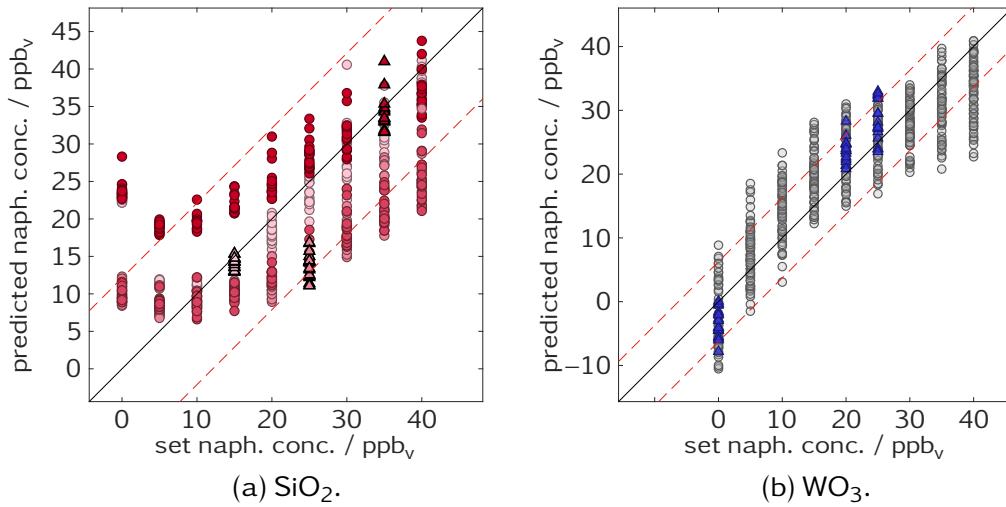 45
40
35
30
25
20
15
10
5
0
predicted naph. conc. / ppbv
0 10 20 30 40
set naph. conc. / ppbv
(a) SiO2.
40
30
20
10
0
−10
predicted naph. conc. / ppbv
0 10 20 30 40
set naph. conc. / ppbv
(b) WO3.